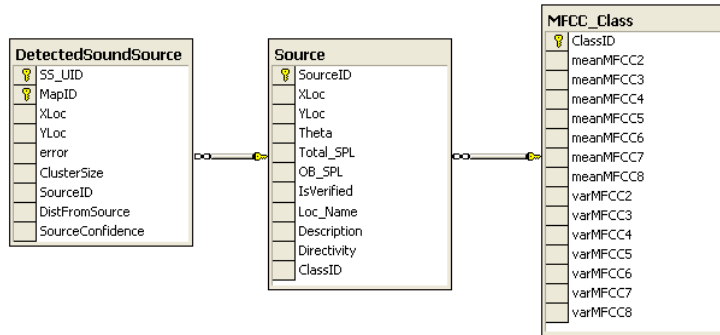 DetectedSoundSource
SS_UID
MapID
XLoc
YLoc
error
ClusterSize
SourceID
DistFromSource
SourceConfidence
Source
SourceID
XLoc
YLoc
Theta
Total_SPL
OB_SPL
IsVerified
Loc_Name
Description
Directivity
ClassID
MFCC_Class
ClassID
meanMFCC2
meanMFCC3
meanMFCC4
meanMFCC5
meanMFCC6
meanMFCC7
meanMFCC8
varMFCC2
varMFCC3
varMFCC4
varMFCC5
varMFCC6
varMFCC7
varMFCC8